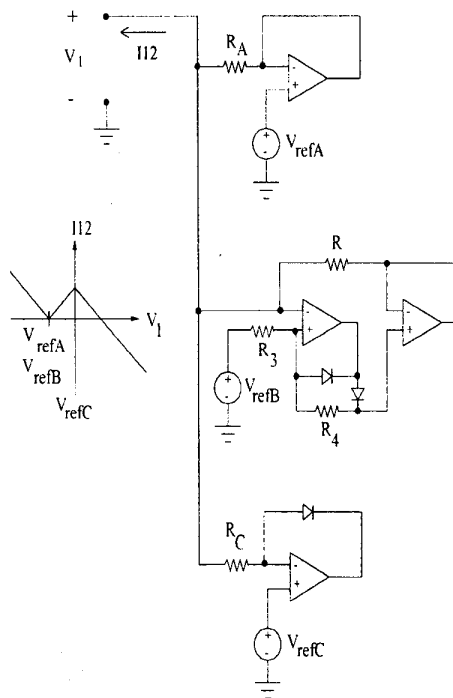 +
V1
-
I12
RA
-
+
+
-
VrefA
I12
V1
VrefA
VrefB
VrefC
R
-
+
R3
-
+
+
-
VrefB
R4
RC
-
+
+
-
VrefC